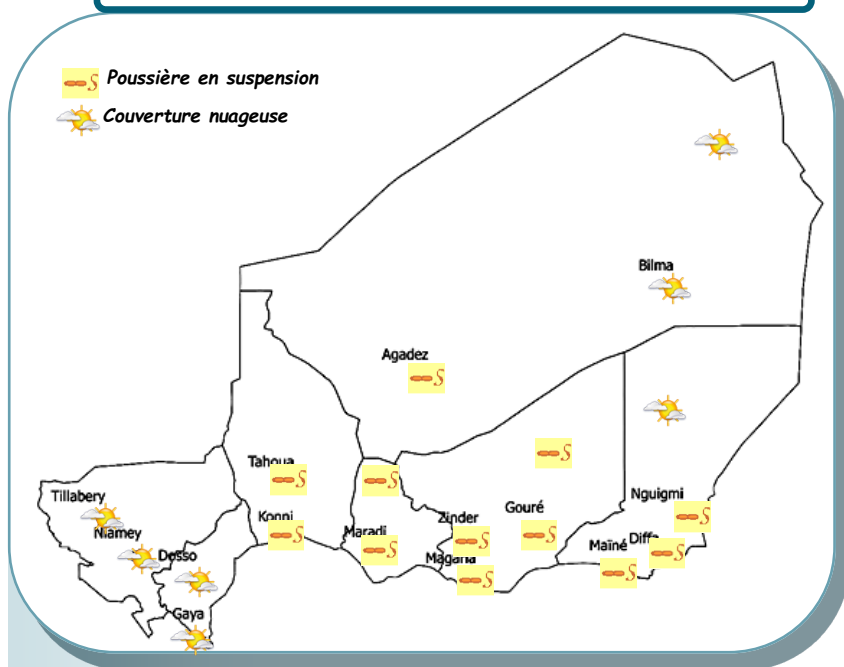 S Poussière en suspension
Couverture nuageuse
Bilma
Agadez
S
Tahoua
S
S
S
Tillabery
Nguigmi
Gouré
Zinder
Konni
Niamey
Maradi
S
S
S
S
Dosso
Maïné
Diffa
S
S
Magaria
S
S
Gaya